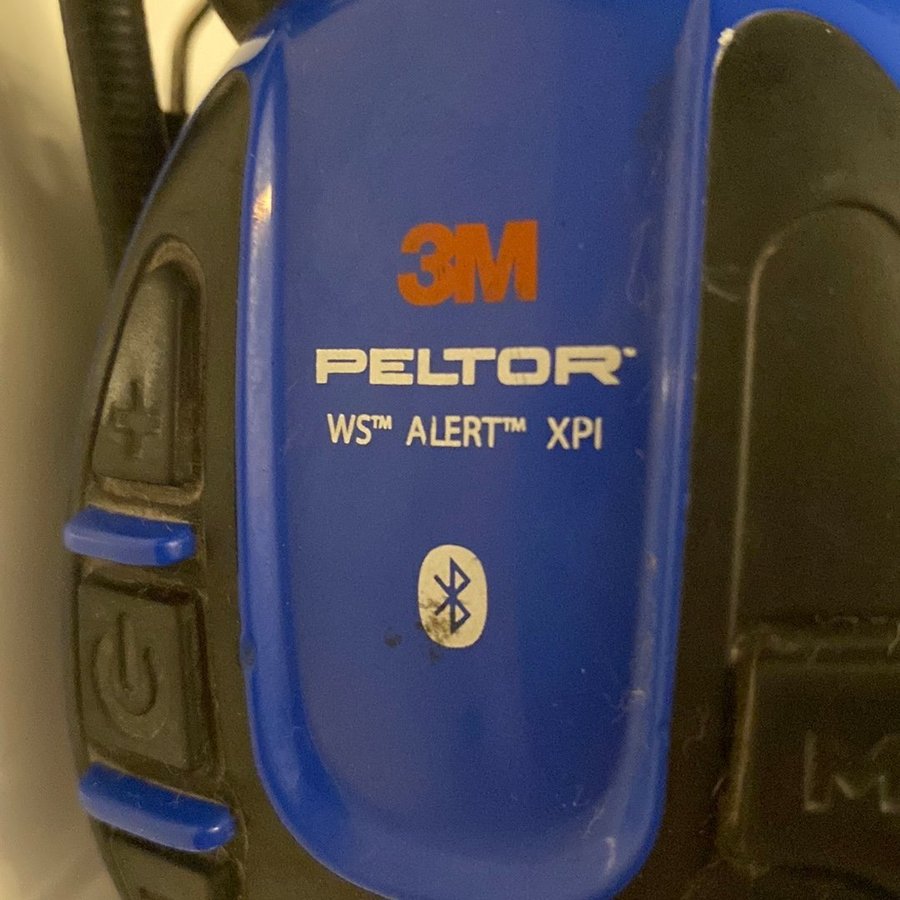 3M
PELTOR™
WS™ ALERT™ XPI
+
M